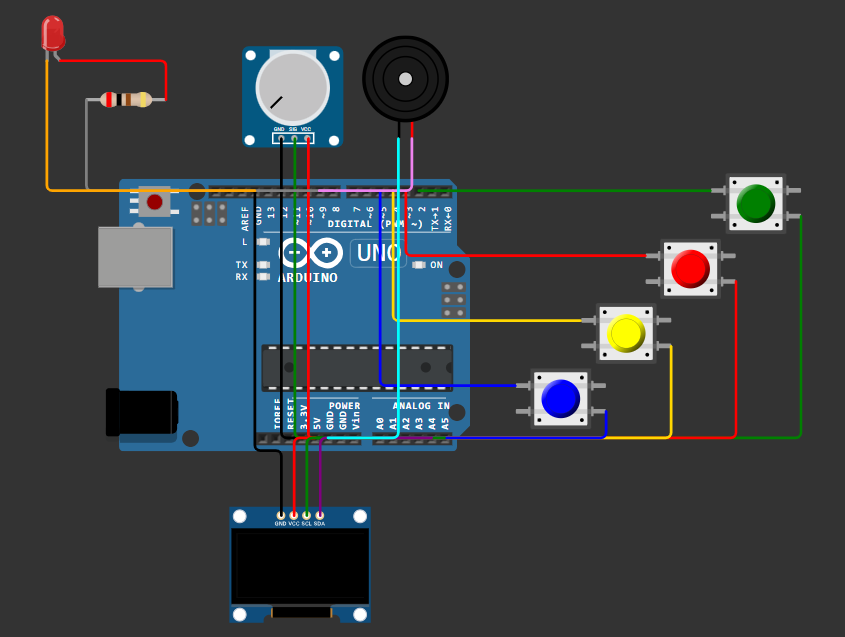 GND SIG VCC
AREF
GND
13
12
~11
~10
~9
8
7
~6
~5
4
~3
2
TX→1
RX←0
DIGITAL (PWM ~)
L
UNO
TX
RX
ON
ARDUINO
IOREF
RESET
3.3V
5V
GND
GND
Vin
POWER
ANALOG IN
A0
A1
A2
A3
A4
A5
GND VCC SCL SDA